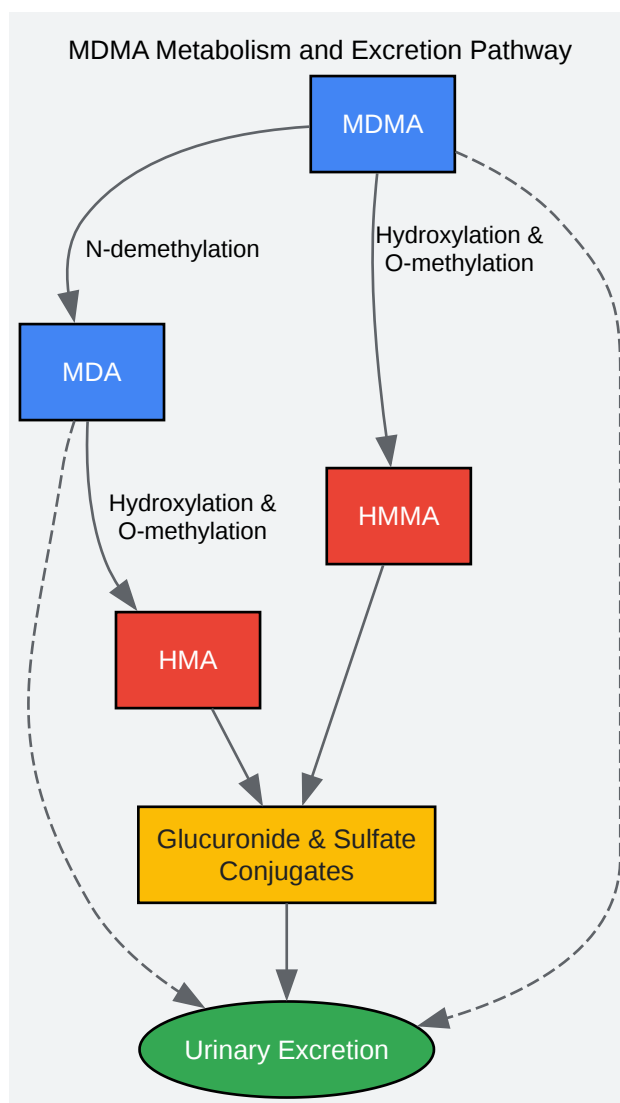 MDMA Metabolism and Excretion Pathway
MDMA
N-demethylation
Hydroxylation &
O-methylation
MDA
Hydroxylation &
O-methylation
HMMA
HMA
Glucuronide & Sulfate
Conjugates
Urinary Excretion